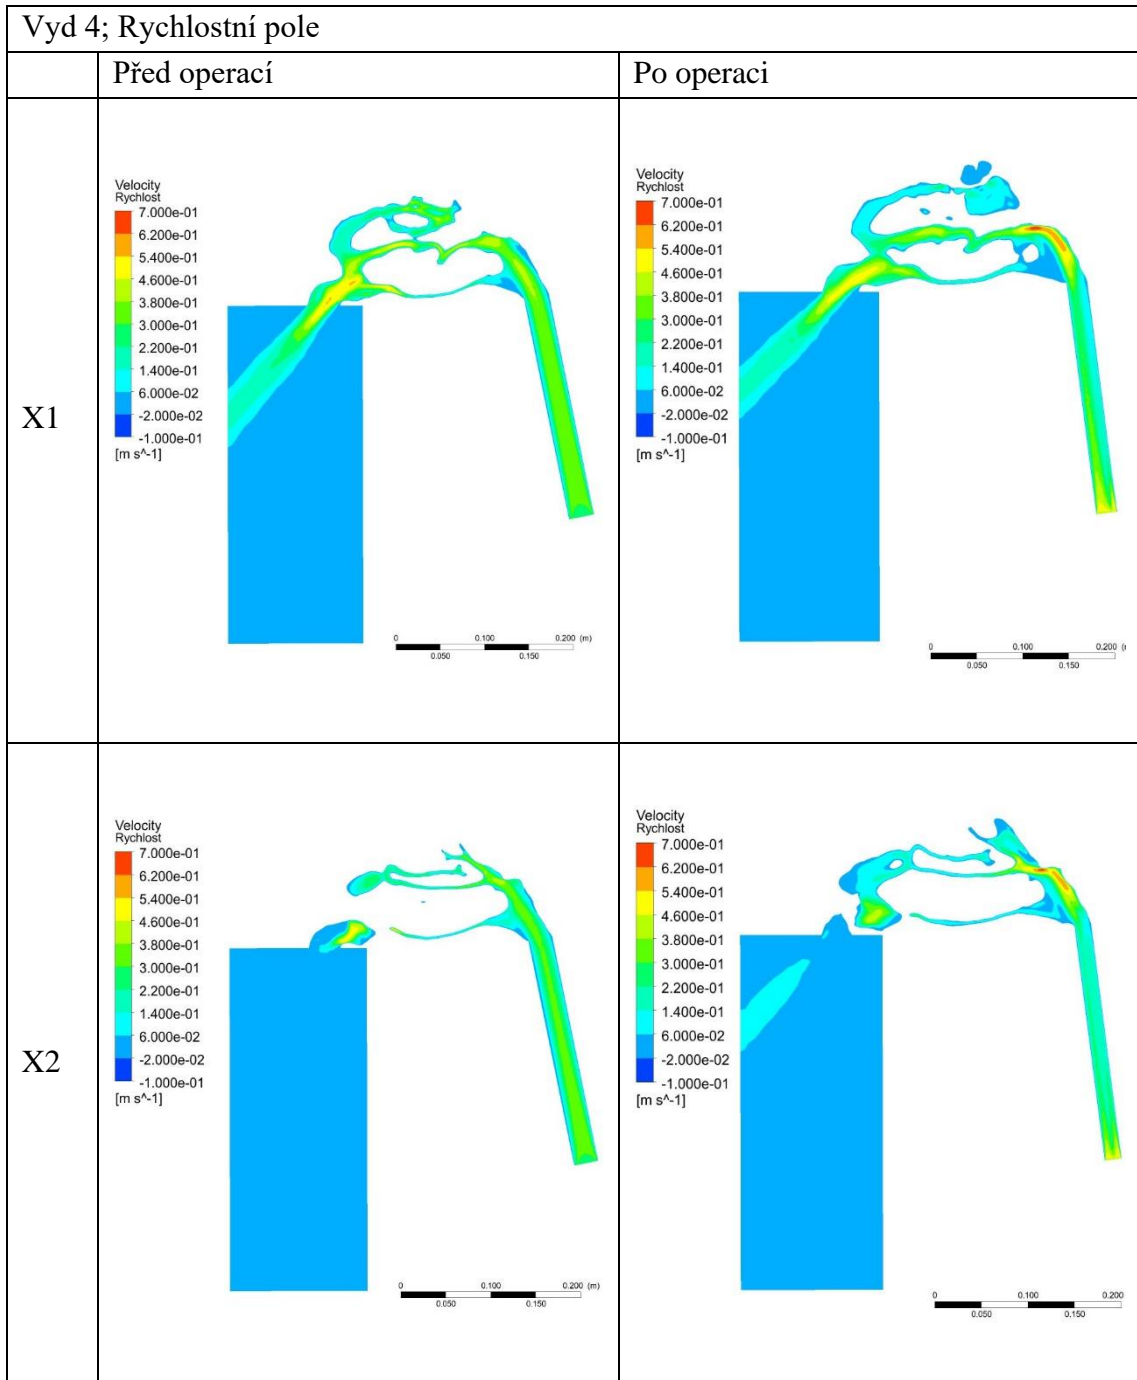 Vyd 4; Rychlostní pole
Před operací
Po operaci
X1
Velocity
Rychlost
7.000e-01
6.200e-01
5.400e-01
4.600e-01
3.800e-01
3.000e-01
2.200e-01
1.400e-01
6.000e-02
-2.000e-02
-1.000e-01
[m s^-1]
0 0.100 0.200 (m)
0.050 0.150
Velocity
Rychlost
7.000e-01
6.200e-01
5.400e-01
4.600e-01
3.800e-01
3.000e-01
2.200e-01
1.400e-01
6.000e-02
-2.000e-02
-1.000e-01
[m s^-1]
0 0.100 0.200
0.050 0.150
X2
Velocity
Rychlost
7.000e-01
6.200e-01
5.400e-01
4.600e-01
3.800e-01
3.000e-01
2.200e-01
1.400e-01
6.000e-02
-2.000e-02
-1.000e-01
[m s^-1]
0 0.100 0.200 (m)
0.050 0.150
Velocity
Rychlost
7.000e-01
6.200e-01
5.400e-01
4.600e-01
3.800e-01
3.000e-01
2.200e-01
1.400e-01
6.000e-02
-2.000e-02
-1.000e-01
[m s^-1]
0 0.100 0.200
0.050 0.150